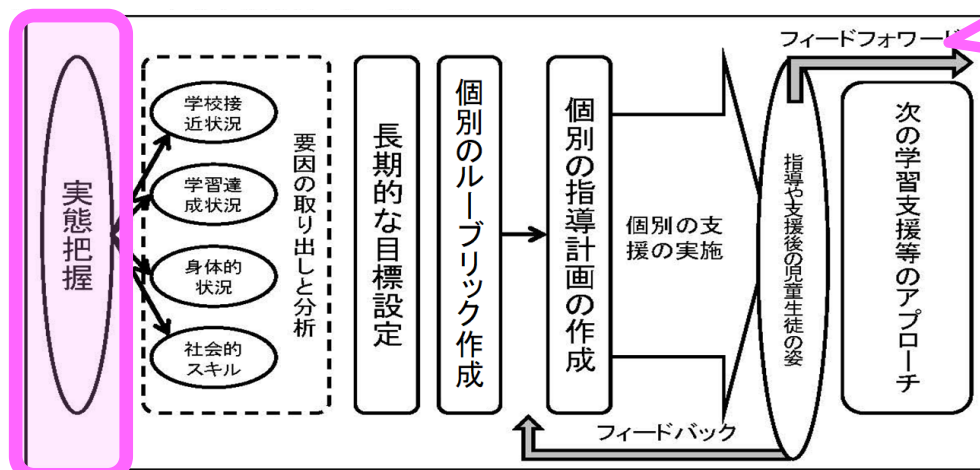 実態把握
学校接
近状況
学習達
成状況
身体的
状況
社会的
スキル
要因の取り出しと分析
長期的な目標設定
個別のルーブリック作成
個別の指導計画の作成
個別の支
援の実施
指導や支援後の児童生徒の姿
フィードフォワード
次の学習支援等のアプローチ
フィードバック